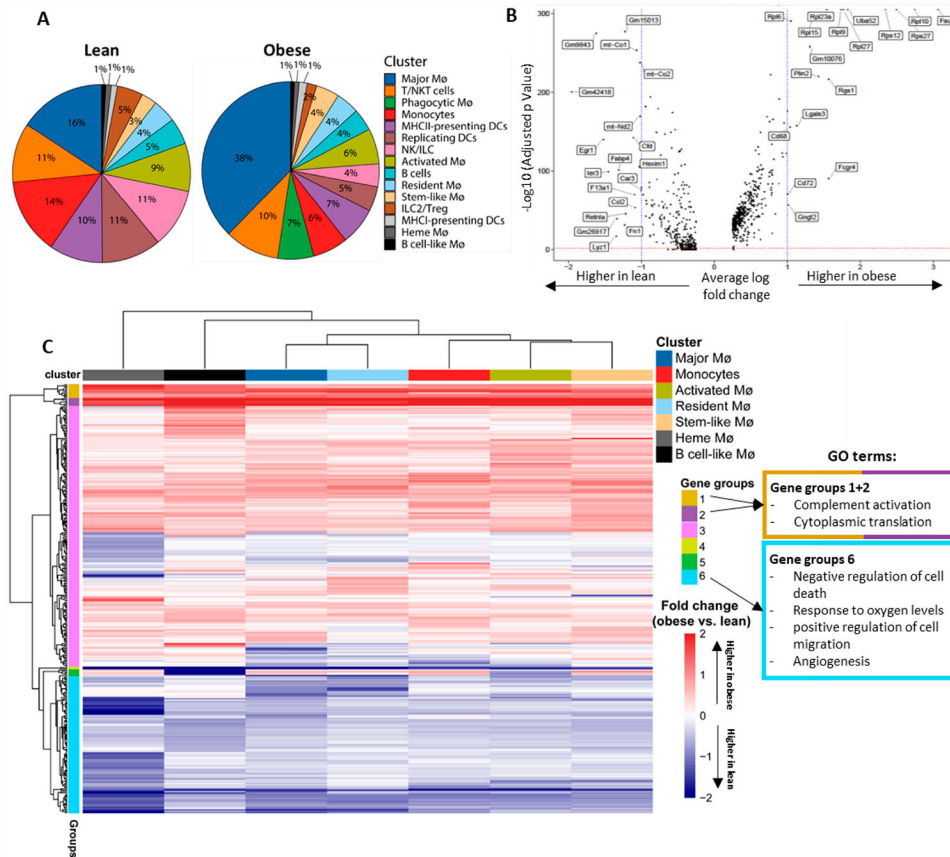 A
Lean
Obese
Cluster
1%
1%
1%
5%
3%
4%
5%
9%
11%
11%
10%
14%
11%
16%
1%
1%
1%
2%
4%
4%
4%
6%
4%
5%
7%
6%
7%
10%
38%
Major Mø
T/NKT cells
Phagocytic Mø
Monocytes
MHCII-presenting DCs
Replicating DCs
NK/ILC
Activated Mø
B cells
Resident Mø
Stem-like Mø
ILC2/Treg
MHCI-presenting DCs
Heme Mø
B cell-like Mø
B
-Log10 (Adjusted p Value)
300
200
100
0
Gm15013
Gm9843
mt-Co1
mt-Co2
Gm42418
mt-Nd2
Egr1
Cfd
Fabp4
Hexim1
Ier3
Car3
F13a1
Ccl2
Retnla
Gm26917
Fn1
Lyz1
Rpl6
Rpl23a
Uba52
Rpl10
Fau
Rpl15
Rpl9
Rps12
Rps27
Rpl27
Gm10076
Plin2
Rgs1
Lgals3
Cd68
Fcgr4
Cd72
Gngt2
-2
-1
0
1
2
3
Higher in lean
Average log
fold change
Higher in obese
C
cluster
Cluster
Major Mø
Monocytes
Activated Mø
Resident Mø
Stem-like Mø
Heme Mø
B cell-like Mø
Gene groups
1
2
3
4
5
6
GO terms:
Gene groups 1+2
- Complement activation
- Cytoplasmic translation
Gene groups 6
- Negative regulation of cell
death
- Response to oxygen levels
- positive regulation of cell
migration
- Angiogenesis
Fold change
(obese vs. lean)
2
1
0
−1
−2
Higher in obese
Higher in lean
Groups